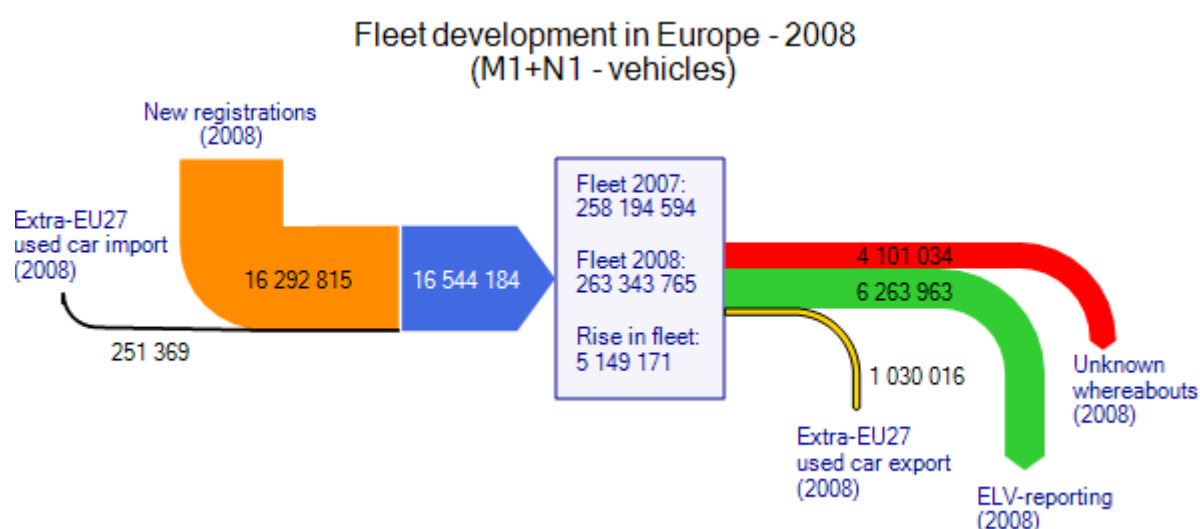 Fleet development in Europe - 2008
(M1+N1 - vehicles)
New registrations
(2008)
Extra-EU27
used car import
(2008)
251 369
16 292 815
16 544 184
Fleet 2007:
258 194 594
Fleet 2008:
263 343 765
Rise in fleet:
5 149 171
4 101 034
6 263 963
1 030 016
Unknown
whereabouts
(2008)
Extra-EU27
used car export
(2008)
ELV-reporting
(2008)